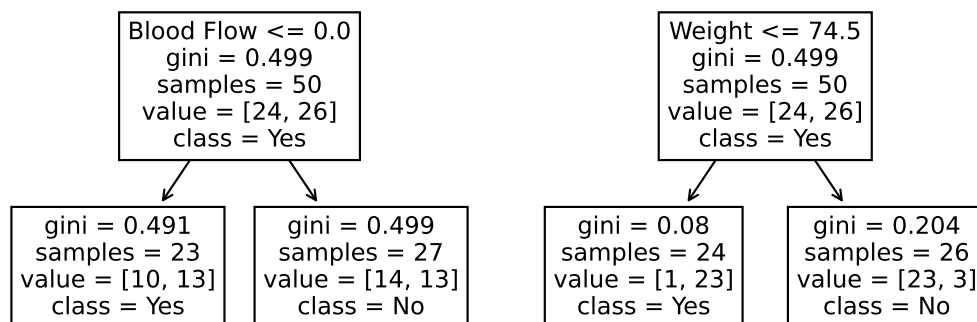 Blood Flow <= 0.0
gini = 0.499
samples = 50
value = [24, 26]
class = Yes
gini = 0.491
samples = 23
value = [10, 13]
class = Yes
gini = 0.499
samples = 27
value = [14, 13]
class = No
Weight <= 74.5
gini = 0.499
samples = 50
value = [24, 26]
class = Yes
gini = 0.08
samples = 24
value = [1, 23]
class = Yes
gini = 0.204
samples = 26
value = [23, 3]
class = No